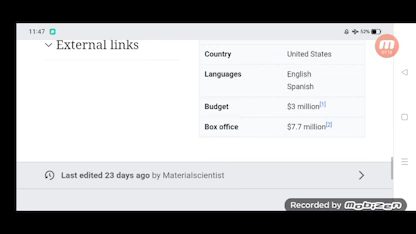 11:47
52%
External links
Country United States
Languages English
Spanish
Budget $3 million[1]
Box office $7.7 million[2]
Last edited 23 days ago by Materialscientist
Recorded by MOBIZEN